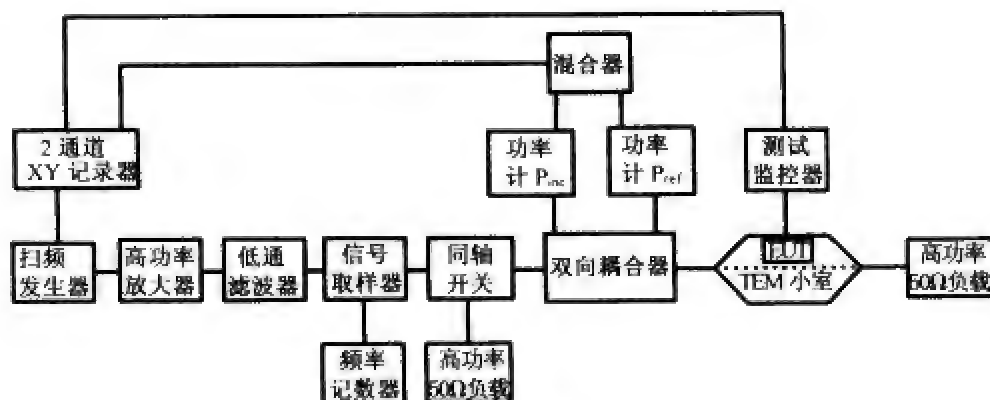 混合器
2 通道
XY 记录器
功率
计 Pinc
功率
计 Pref
测试
监控器
扫频
发生器
高功率
放大器
低通
滤波器
信号
取样器
同轴
开关
双向耦合器
TEM 小室
高功率
50Ω负载
频率
记数器
高功率
50Ω负载